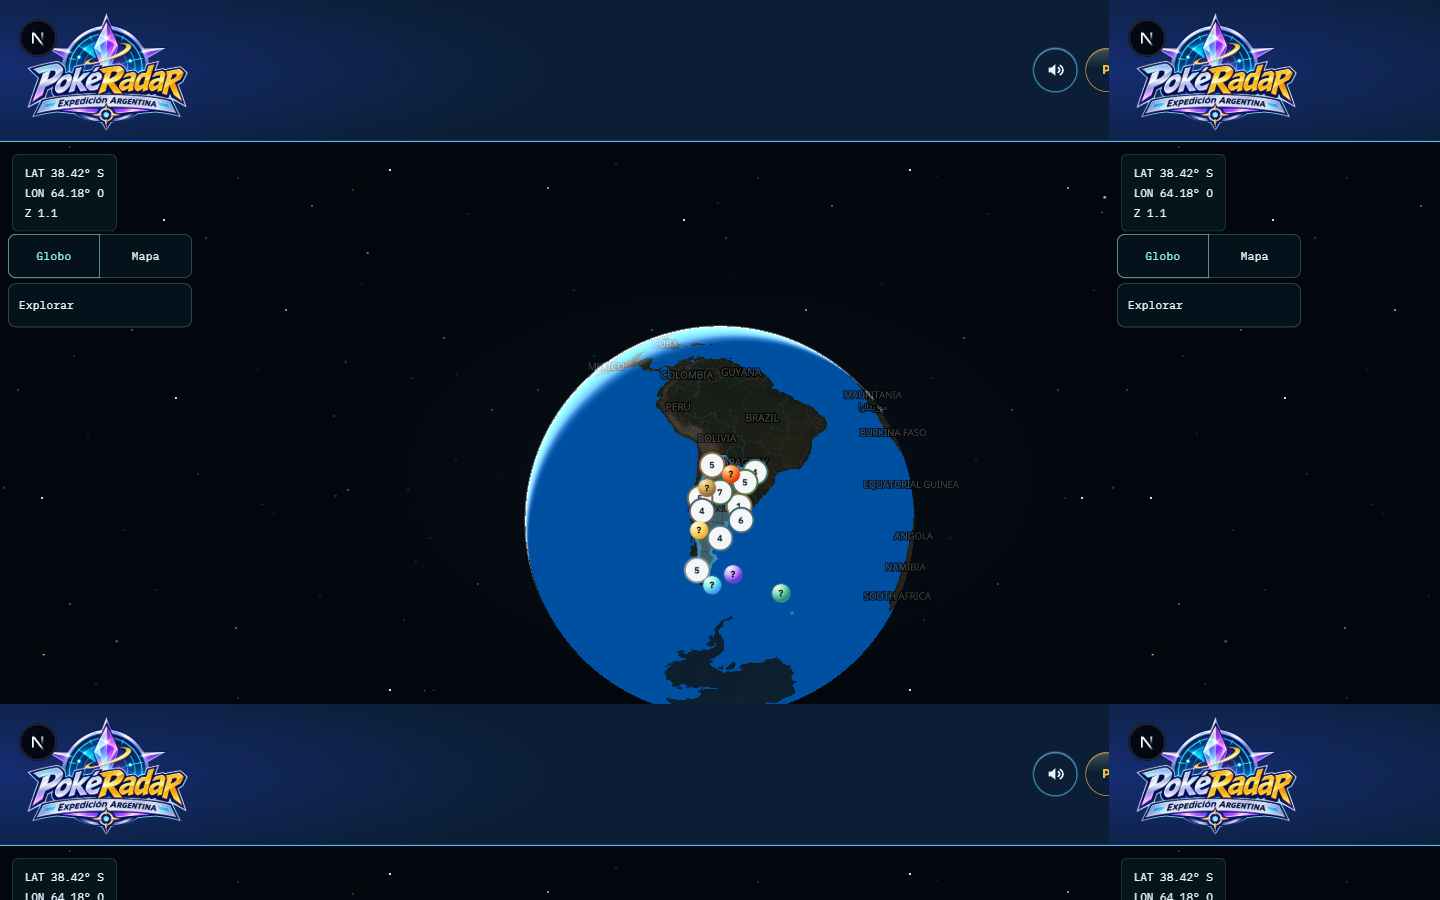 N
PokéRadar
Expedición Argentina
P
N
PokéRadar
Expedición Argentina
LAT 38.42° S
LON 64.18° O
Z 1.1
Globo
Mapa
Explorar
LAT 38.42° S
LON 64.18° O
Z 1.1
Globo
Mapa
Explorar
CUBA
MÉXICO
COLOMBIA
GUYANA
PERÚ
BRAZIL
BOLIVIA
MAURITANIA
موريتانيا
BURKINA FASO
EQUATORIAL GUINEA
ANGOLA
NAMIBIA
SOUTH AFRICA
5
?
5
?
7
4
6
?
4
5
?
?
?
N
PokéRadar
Expedición Argentina
P
N
PokéRadar
Expedición Argentina
LAT 38.42° S
LON 64.18° O
LAT 38.42° S
LON 64.18° O